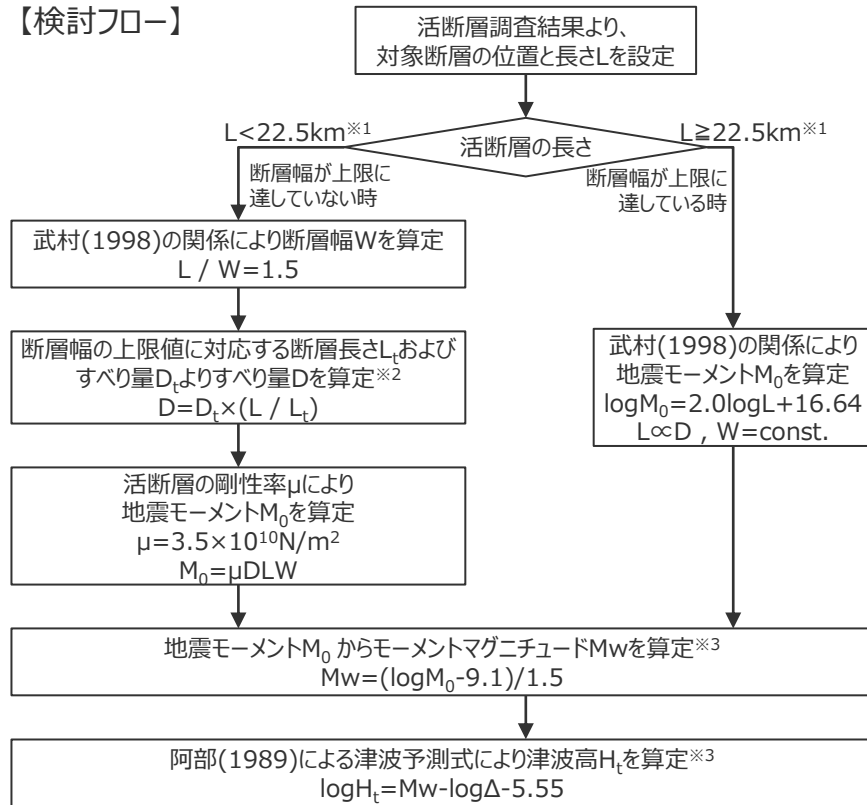 【検討フロー】
活断層調査結果より、
対象断層の位置と長さLを設定
L<22.5km※1
活断層の長さ
L≧22.5km※1
断層幅が上限に
達していない時
断層幅が上限に
達している時
武村(1998)の関係により断層幅Wを算定
L / W=1.5
断層幅の上限値に対応する断層長さLtおよび
すべり量Dtよりすべり量Dを算定※2
D=Dt×(L / Lt)
武村(1998)の関係により
地震モーメントM0を算定
logM0=2.0logL+16.64
L∝D , W=const.
活断層の剛性率μにより
地震モーメントM0を算定
μ=3.5×10¹⁰N/m²
M0=μDLW
地震モーメントM0 からモーメントマグニチュードMwを算定※3
Mw=(logM0-9.1)/1.5
阿部(1989)による津波予測式により津波高Htを算定※3
logHt=Mw-logΔ-5.55